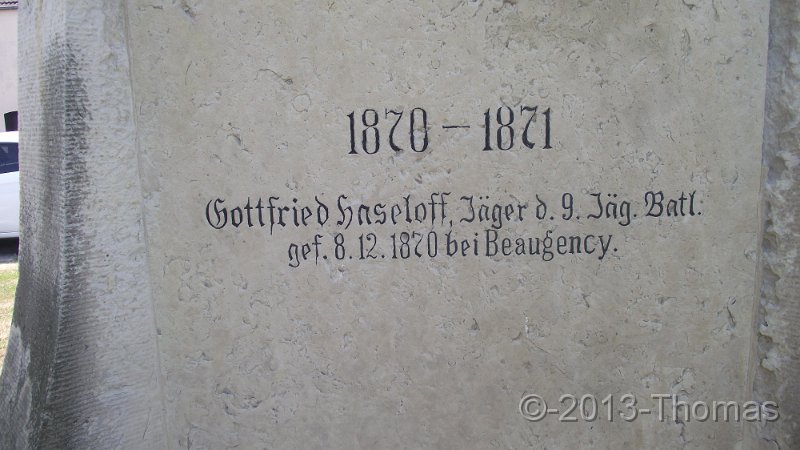 1870 – 1871
Gottfried Haseloff, Jäger d. 9. Jäg. Batl.
gef. 8. 12. 1870 bei Beaugency.
©-2013-Thomas